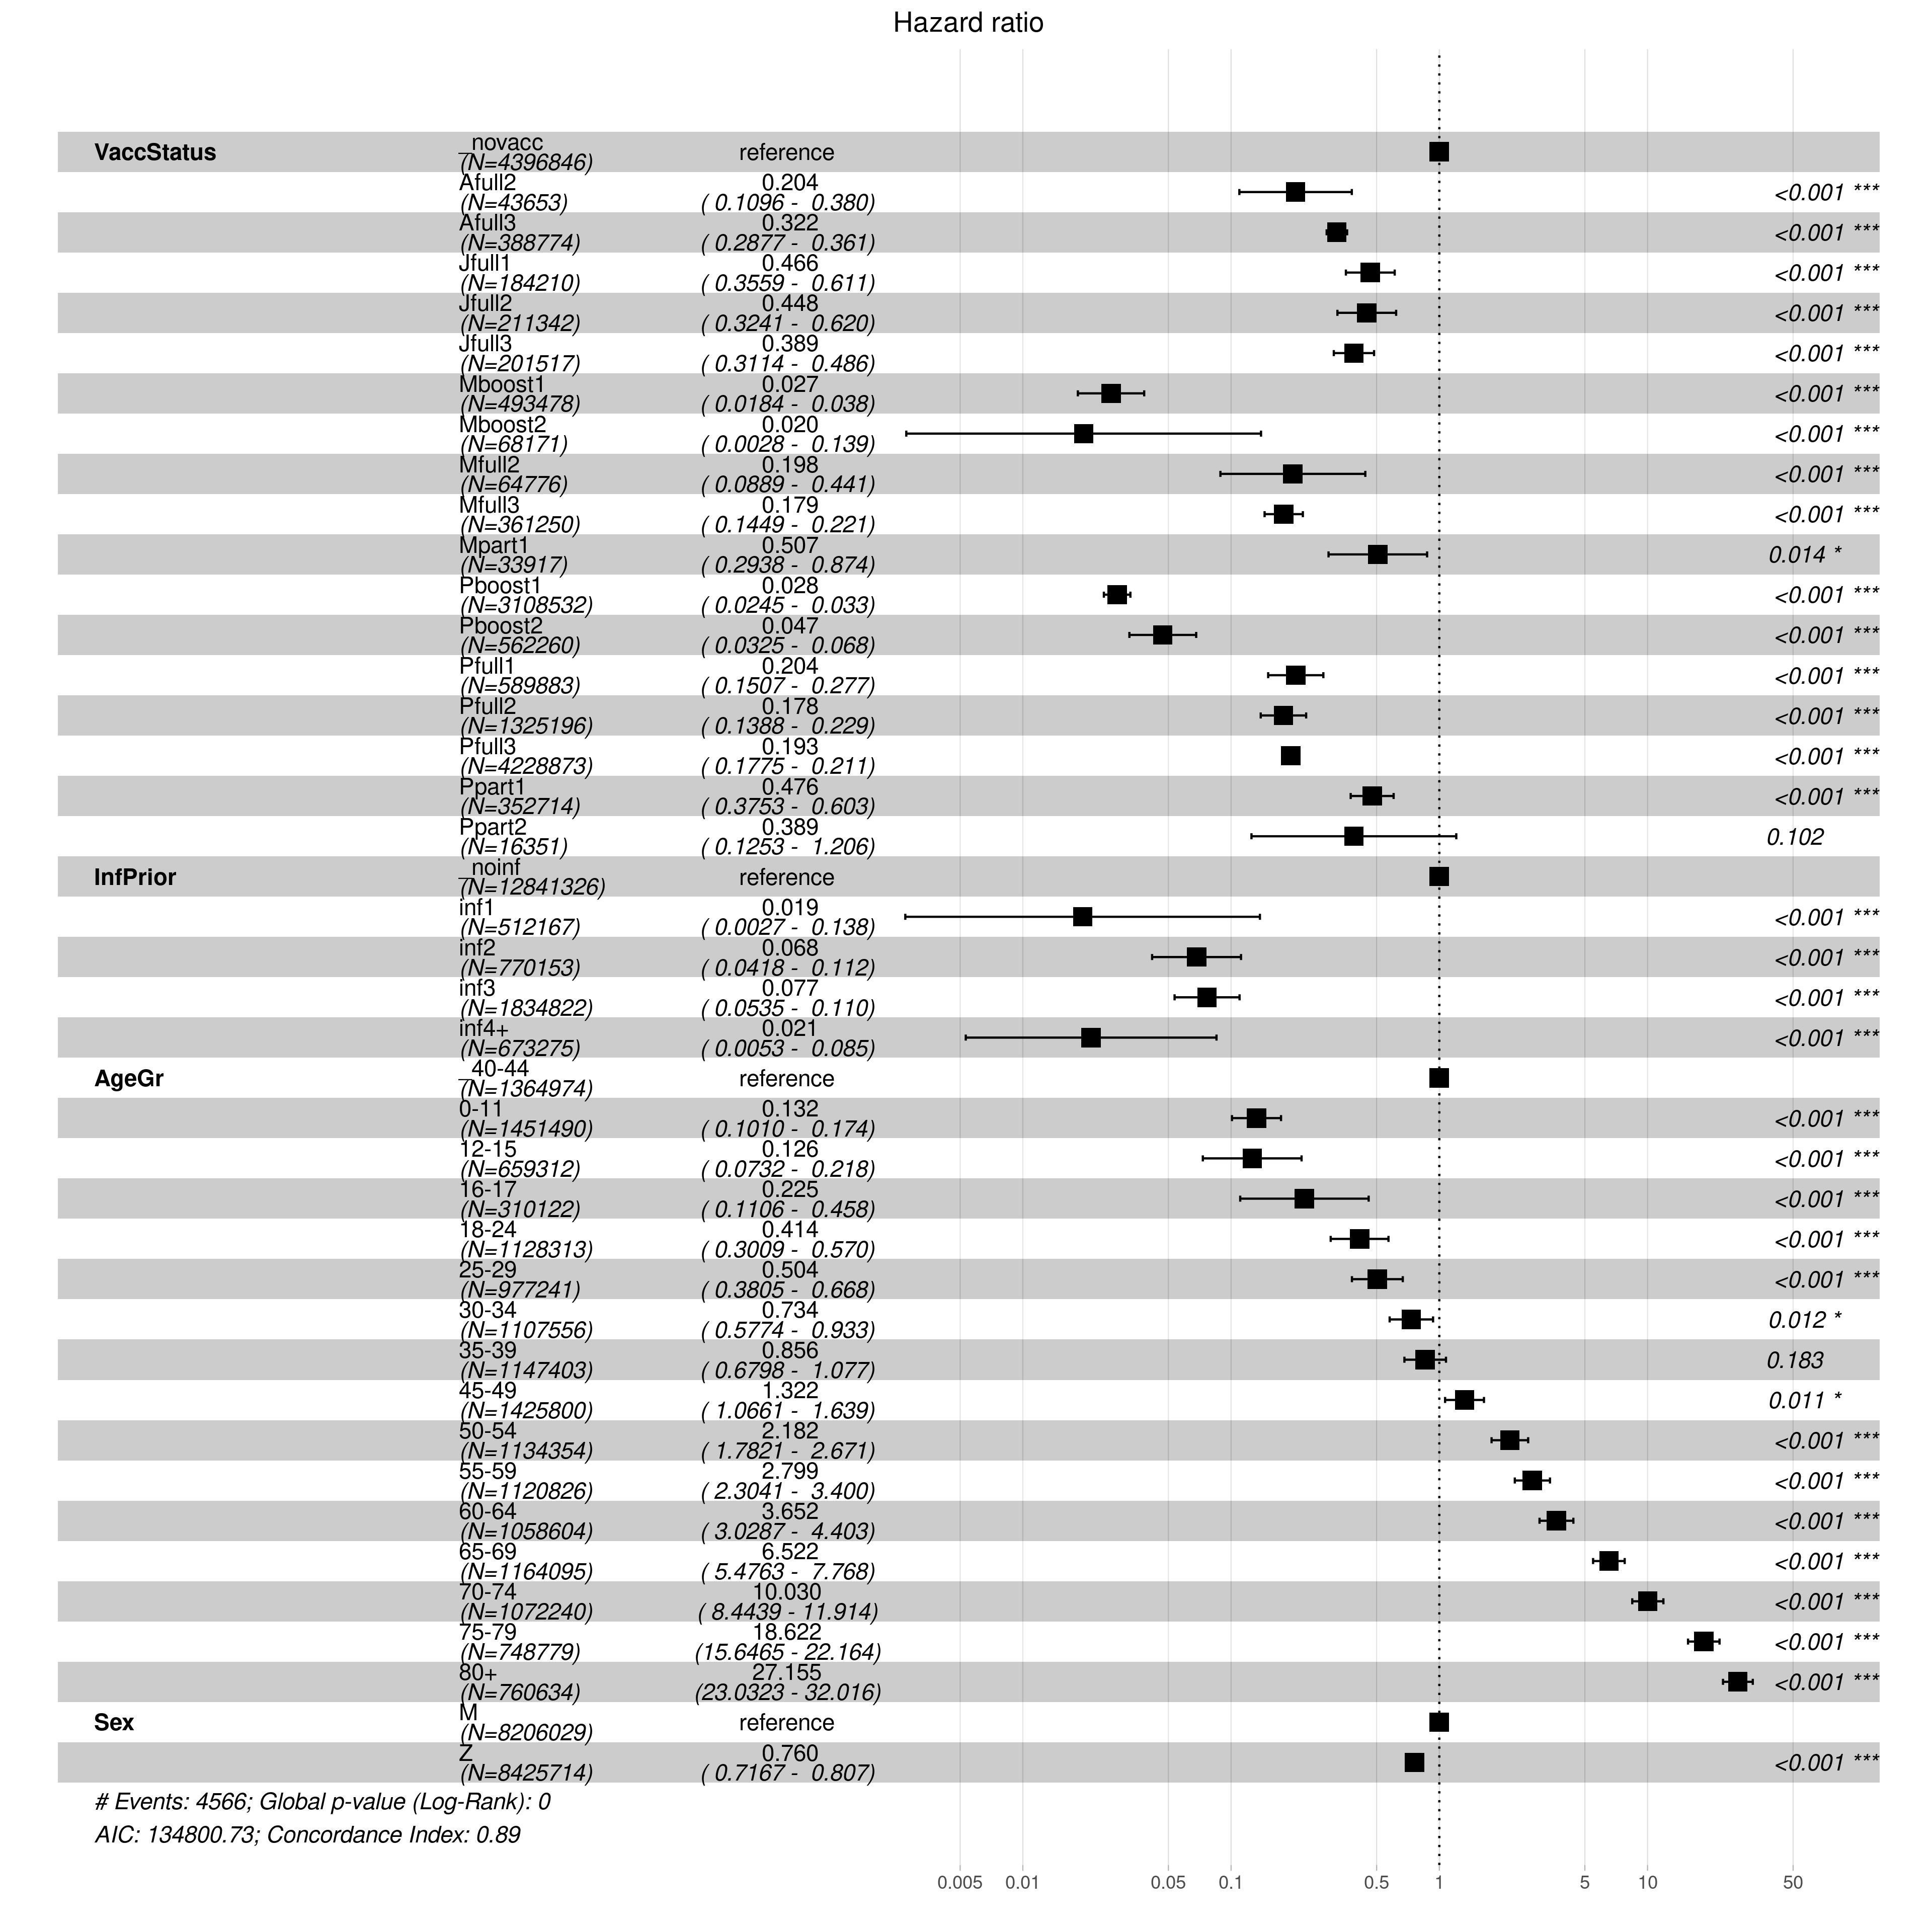 Hazard ratio
VaccStatus _novacc (N=4396846) reference
Afull2 (N=43653) 0.204 ( 0.1096 - 0.380) <0.001 ***
Afull3 (N=388774) 0.322 ( 0.2877 - 0.361) <0.001 ***
Jfull1 (N=184210) 0.466 ( 0.3559 - 0.611) <0.001 ***
Jfull2 (N=211342) 0.448 ( 0.3241 - 0.620) <0.001 ***
Jfull3 (N=201517) 0.389 ( 0.3114 - 0.486) <0.001 ***
Mboost1 (N=493478) 0.027 ( 0.0184 - 0.038) <0.001 ***
Mboost2 (N=68171) 0.020 ( 0.0028 - 0.139) <0.001 ***
Mfull2 (N=64776) 0.198 ( 0.0889 - 0.441) <0.001 ***
Mfull3 (N=361250) 0.179 ( 0.1449 - 0.221) <0.001 ***
Mpart1 (N=33917) 0.507 ( 0.2938 - 0.874) 0.014 *
Pboost1 (N=3108532) 0.028 ( 0.0245 - 0.033) <0.001 ***
Pboost2 (N=562260) 0.047 ( 0.0325 - 0.068) <0.001 ***
Pfull1 (N=589883) 0.204 ( 0.1507 - 0.277) <0.001 ***
Pfull2 (N=1325196) 0.178 ( 0.1388 - 0.229) <0.001 ***
Pfull3 (N=4228873) 0.193 ( 0.1775 - 0.211) <0.001 ***
Ppart1 (N=352714) 0.476 ( 0.3753 - 0.603) <0.001 ***
Ppart2 (N=16351) 0.389 ( 0.1253 - 1.206) 0.102
InfPrior _noinf (N=12841326) reference
inf1 (N=512167) 0.019 ( 0.0027 - 0.138) <0.001 ***
inf2 (N=770153) 0.068 ( 0.0418 - 0.112) <0.001 ***
inf3 (N=1834822) 0.077 ( 0.0535 - 0.110) <0.001 ***
inf4+ (N=673275) 0.021 ( 0.0053 - 0.085) <0.001 ***
AgeGr _40-44 (N=1364974) reference
0-11 (N=1451490) 0.132 ( 0.1010 - 0.174) <0.001 ***
12-15 (N=659312) 0.126 ( 0.0732 - 0.218) <0.001 ***
16-17 (N=310122) 0.225 ( 0.1106 - 0.458) <0.001 ***
18-24 (N=1128313) 0.414 ( 0.3009 - 0.570) <0.001 ***
25-29 (N=977241) 0.504 ( 0.3805 - 0.668) <0.001 ***
30-34 (N=1107556) 0.734 ( 0.5774 - 0.933) 0.012 *
35-39 (N=1147403) 0.856 ( 0.6798 - 1.077) 0.183
45-49 (N=1425800) 1.322 ( 1.0661 - 1.639) 0.011 *
50-54 (N=1134354) 2.182 ( 1.7821 - 2.671) <0.001 ***
55-59 (N=1120826) 2.799 ( 2.3041 - 3.400) <0.001 ***
60-64 (N=1058604) 3.652 ( 3.0287 - 4.403) <0.001 ***
65-69 (N=1164095) 6.522 ( 5.4763 - 7.768) <0.001 ***
70-74 (N=1072240) 10.030 ( 8.4439 - 11.914) <0.001 ***
75-79 (N=748779) 18.622 (15.6465 - 22.164) <0.001 ***
80+ (N=760634) 27.155 (23.0323 - 32.016) <0.001 ***
Sex M (N=8206029) reference
Z (N=8425714) 0.760 ( 0.7167 - 0.807) <0.001 ***
# Events: 4566; Global p-value (Log-Rank): 0
AIC: 134800.73; Concordance Index: 0.89
0.005 0.01 0.05 0.1 0.5 1 5 10 50